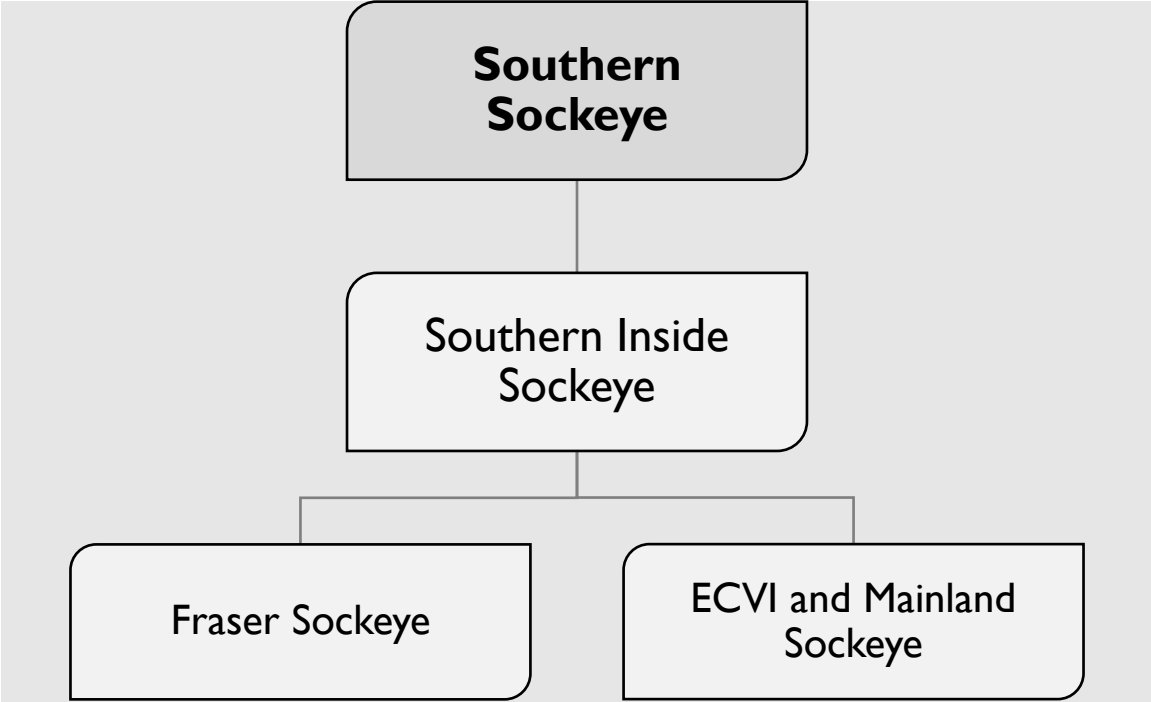 Southern
Sockeye
Southern Inside
Sockeye
Fraser Sockeye
ECVI and Mainland
Sockeye